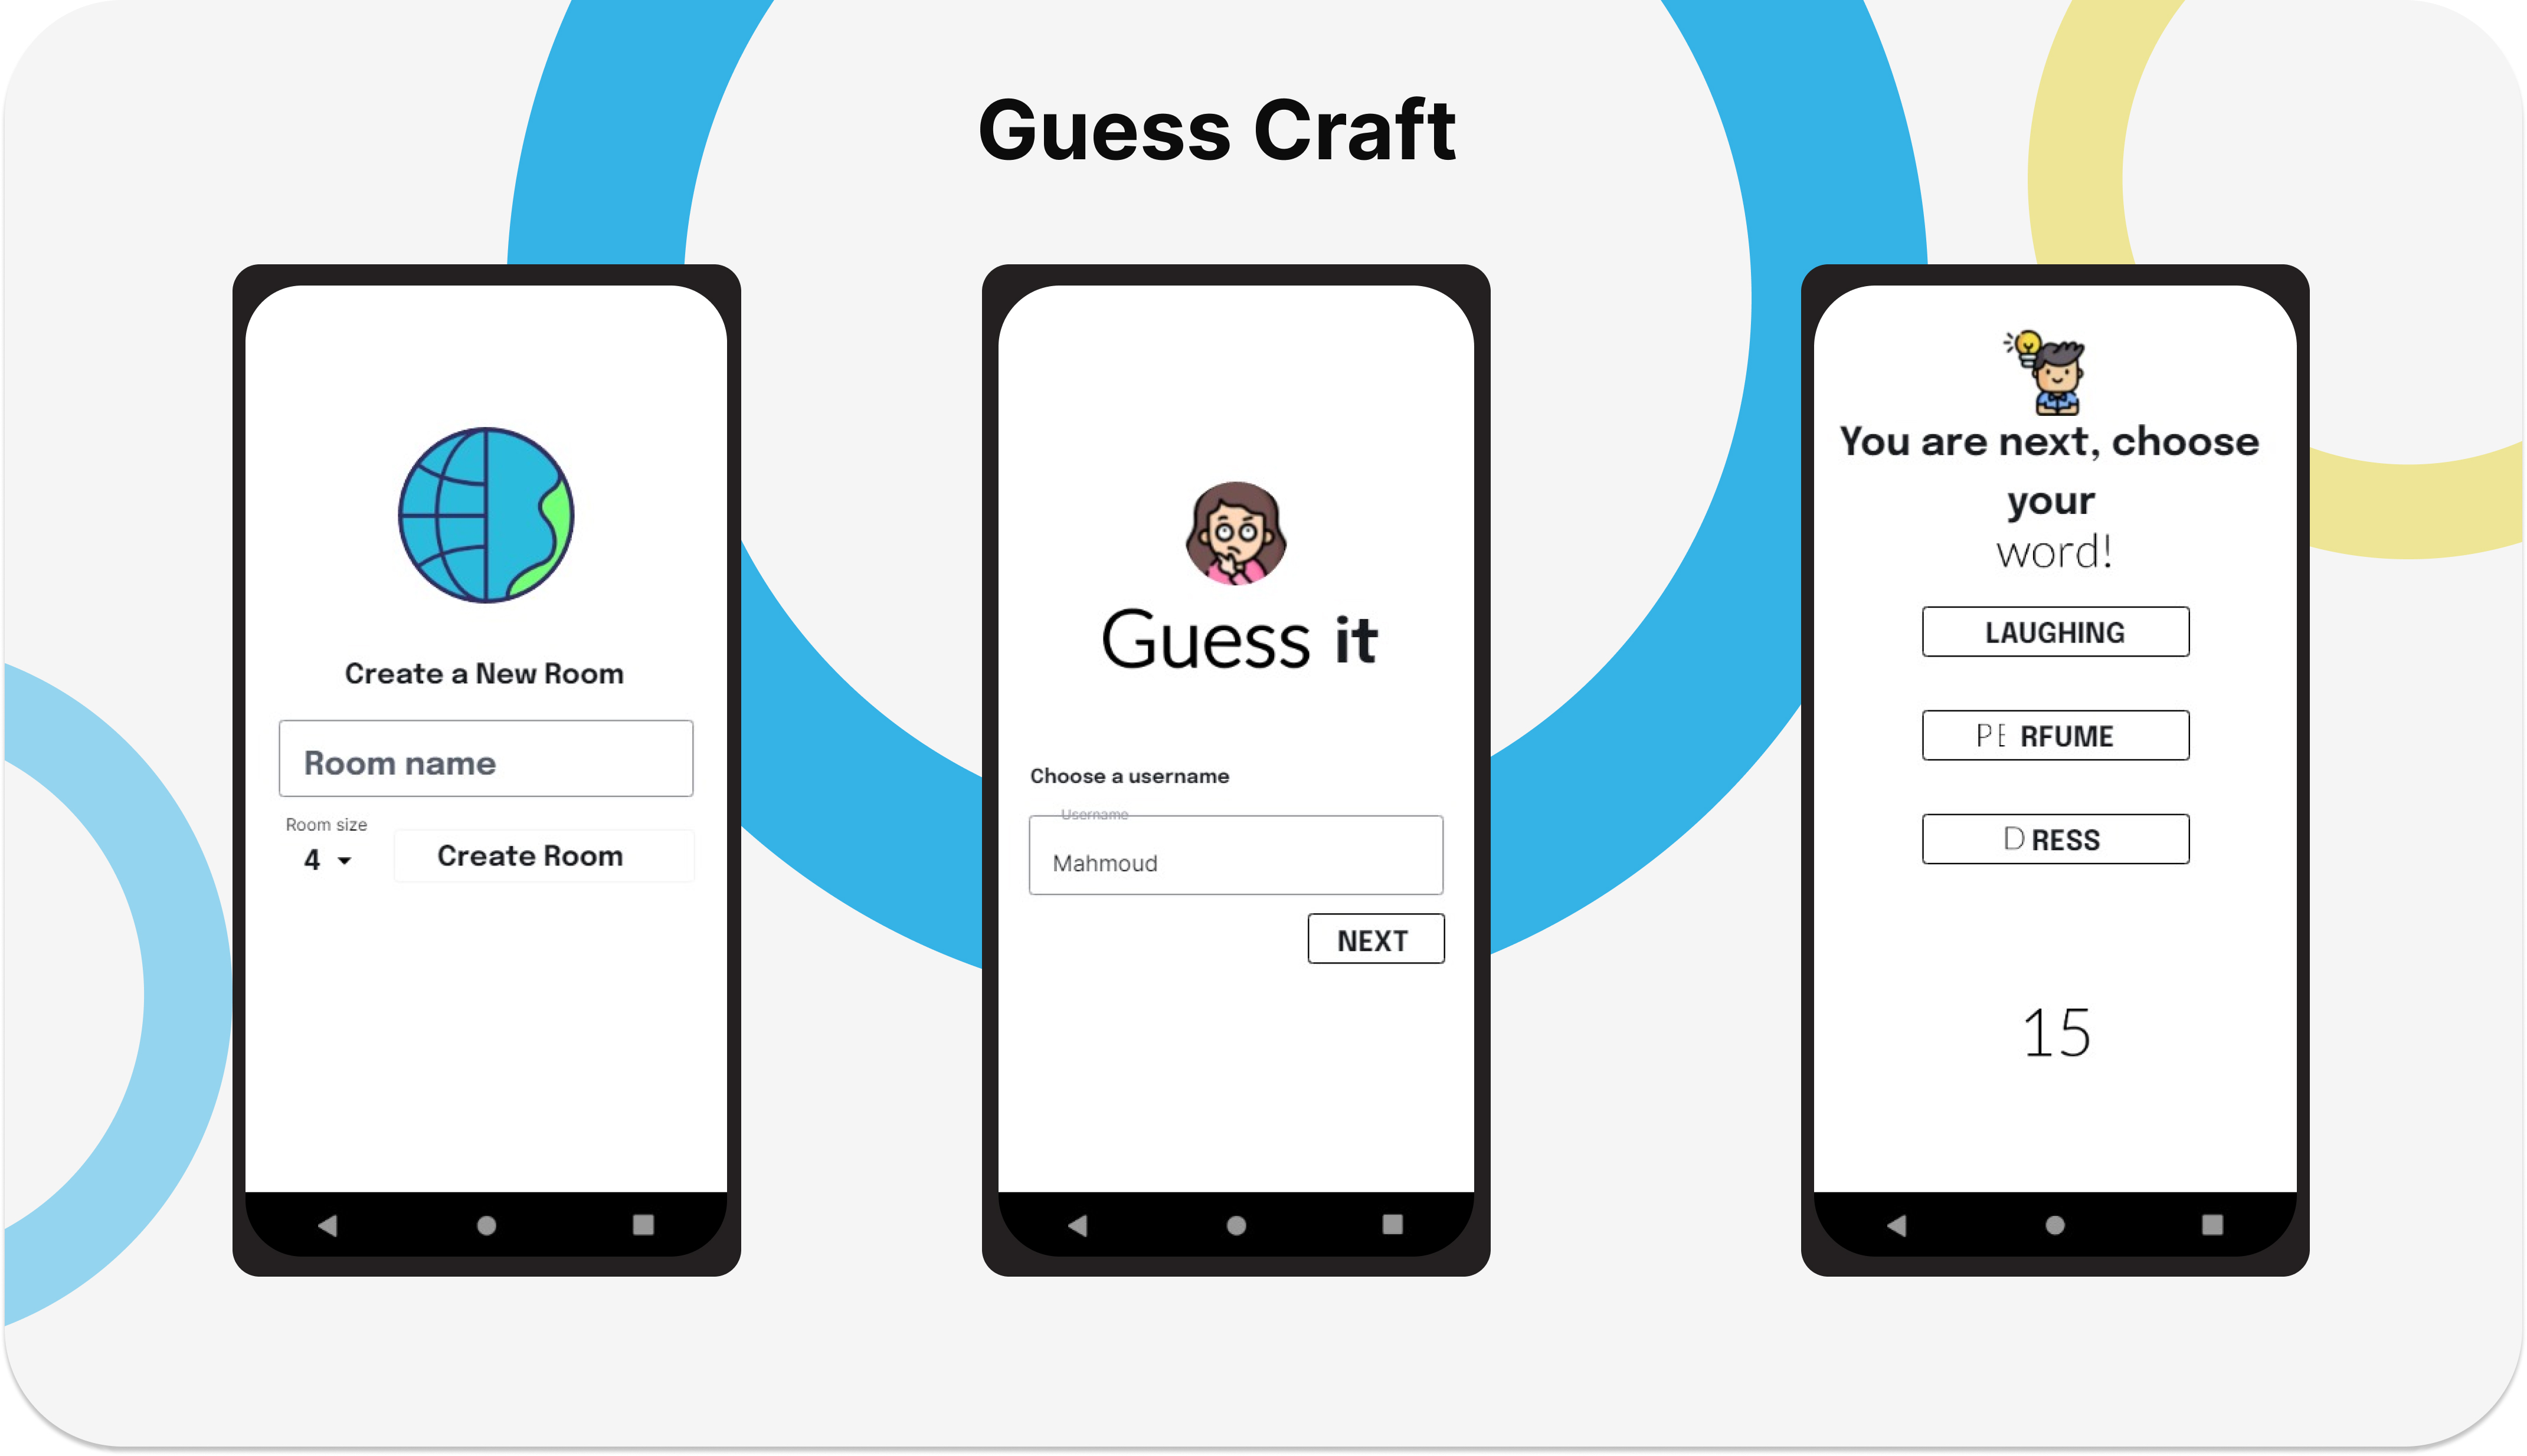 Guess Craft
Create a New Room
Room name
Room size
4
Create Room
Guess it
Choose a username
Username
Mahmoud
NEXT
You are next, choose
your
word!
LAUGHING
PE RFUME
D RESS
15